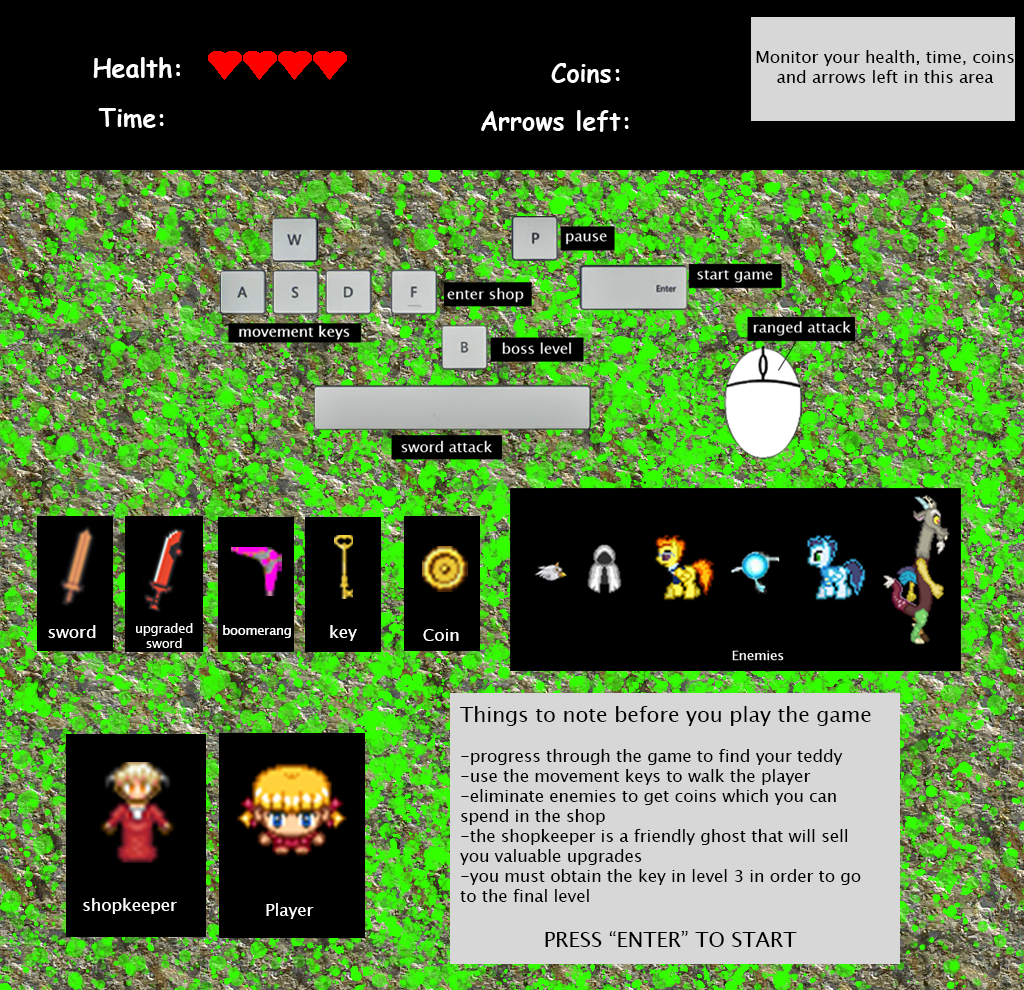 Health:
Time:
Coins:
Arrows left:
Monitor your health, time, coins
and arrows left in this area
W
P
pause
A
S
D
F
enter shop
Enter
start game
movement keys
B
boss level
ranged attack
sword attack
sword
upgraded
sword
boomerang
key
Coin
Enemies
shopkeeper
Player
Things to note before you play the game
-progress through the game to find your teddy
-use the movement keys to walk the player
-eliminate enemies to get coins which you can
spend in the shop
-the shopkeeper is a friendly ghost that will sell
you valuable upgrades
-you must obtain the key in level 3 in order to go
to the final level
PRESS “ENTER” TO START